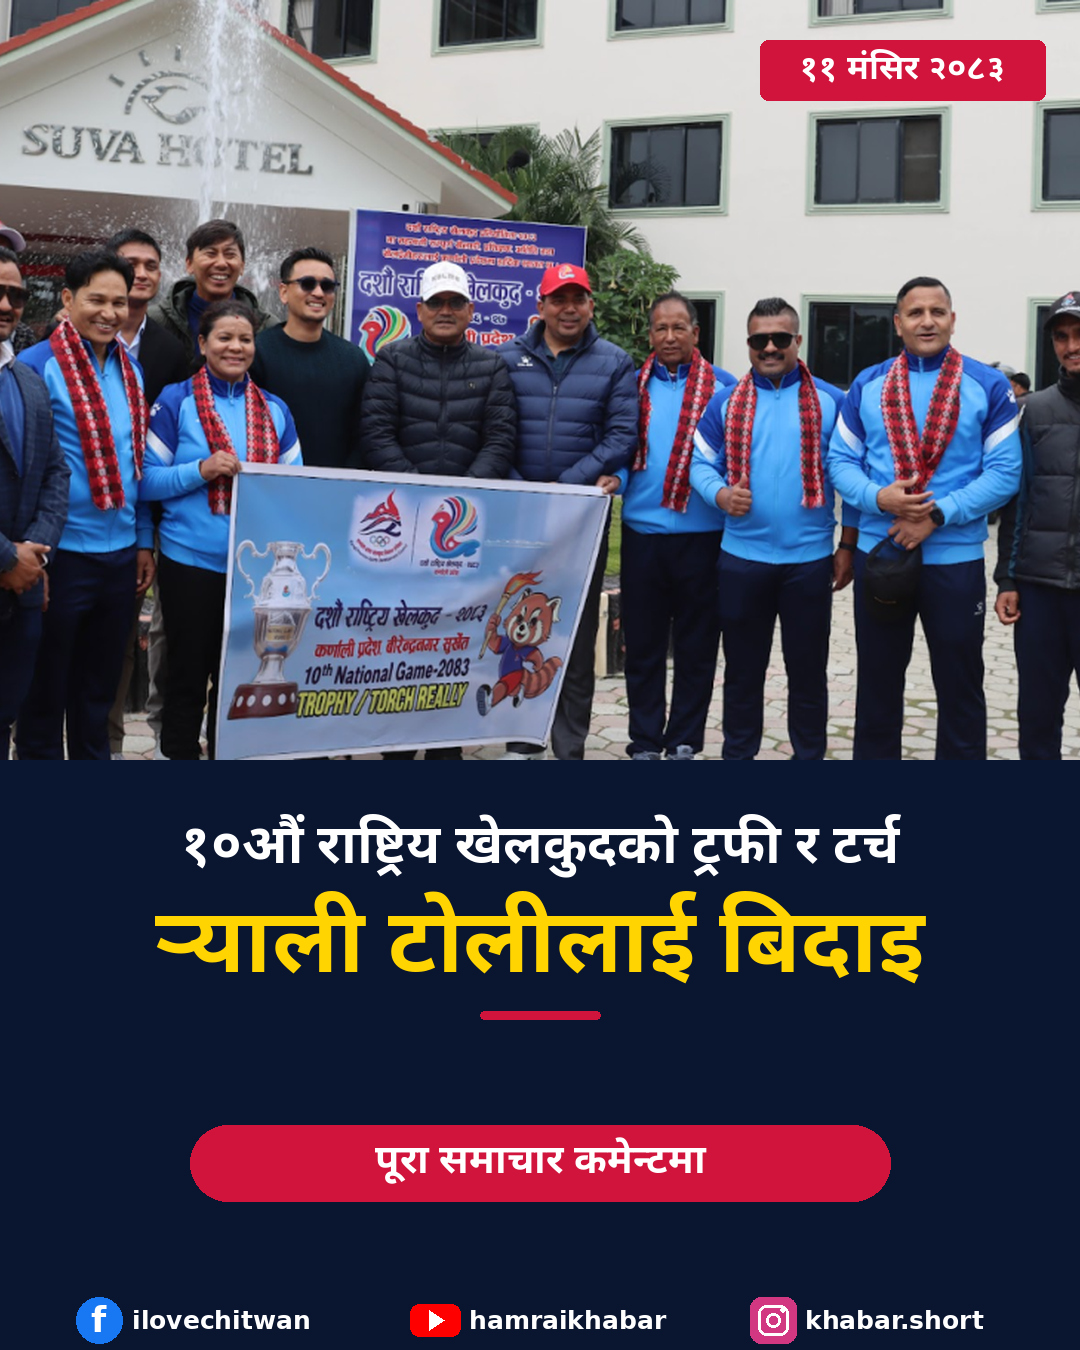 ११ मंसिर २०८३
SUVA HOTEL
दशौ राष्ट्रिय खेलकुद - २०८३
कर्णाली प्रदेश, बीरेन्द्रनगर सुर्खेत
10th National Game-2083
TROPHY / TORCH REALLY
१०औं राष्ट्रिय खेलकुदको ट्रफी र टर्च
र्‍याली टोलीलाई बिदाइ
पूरा समाचार कमेन्टमा
ilovechitwan
hamraikhabar
khabar.short